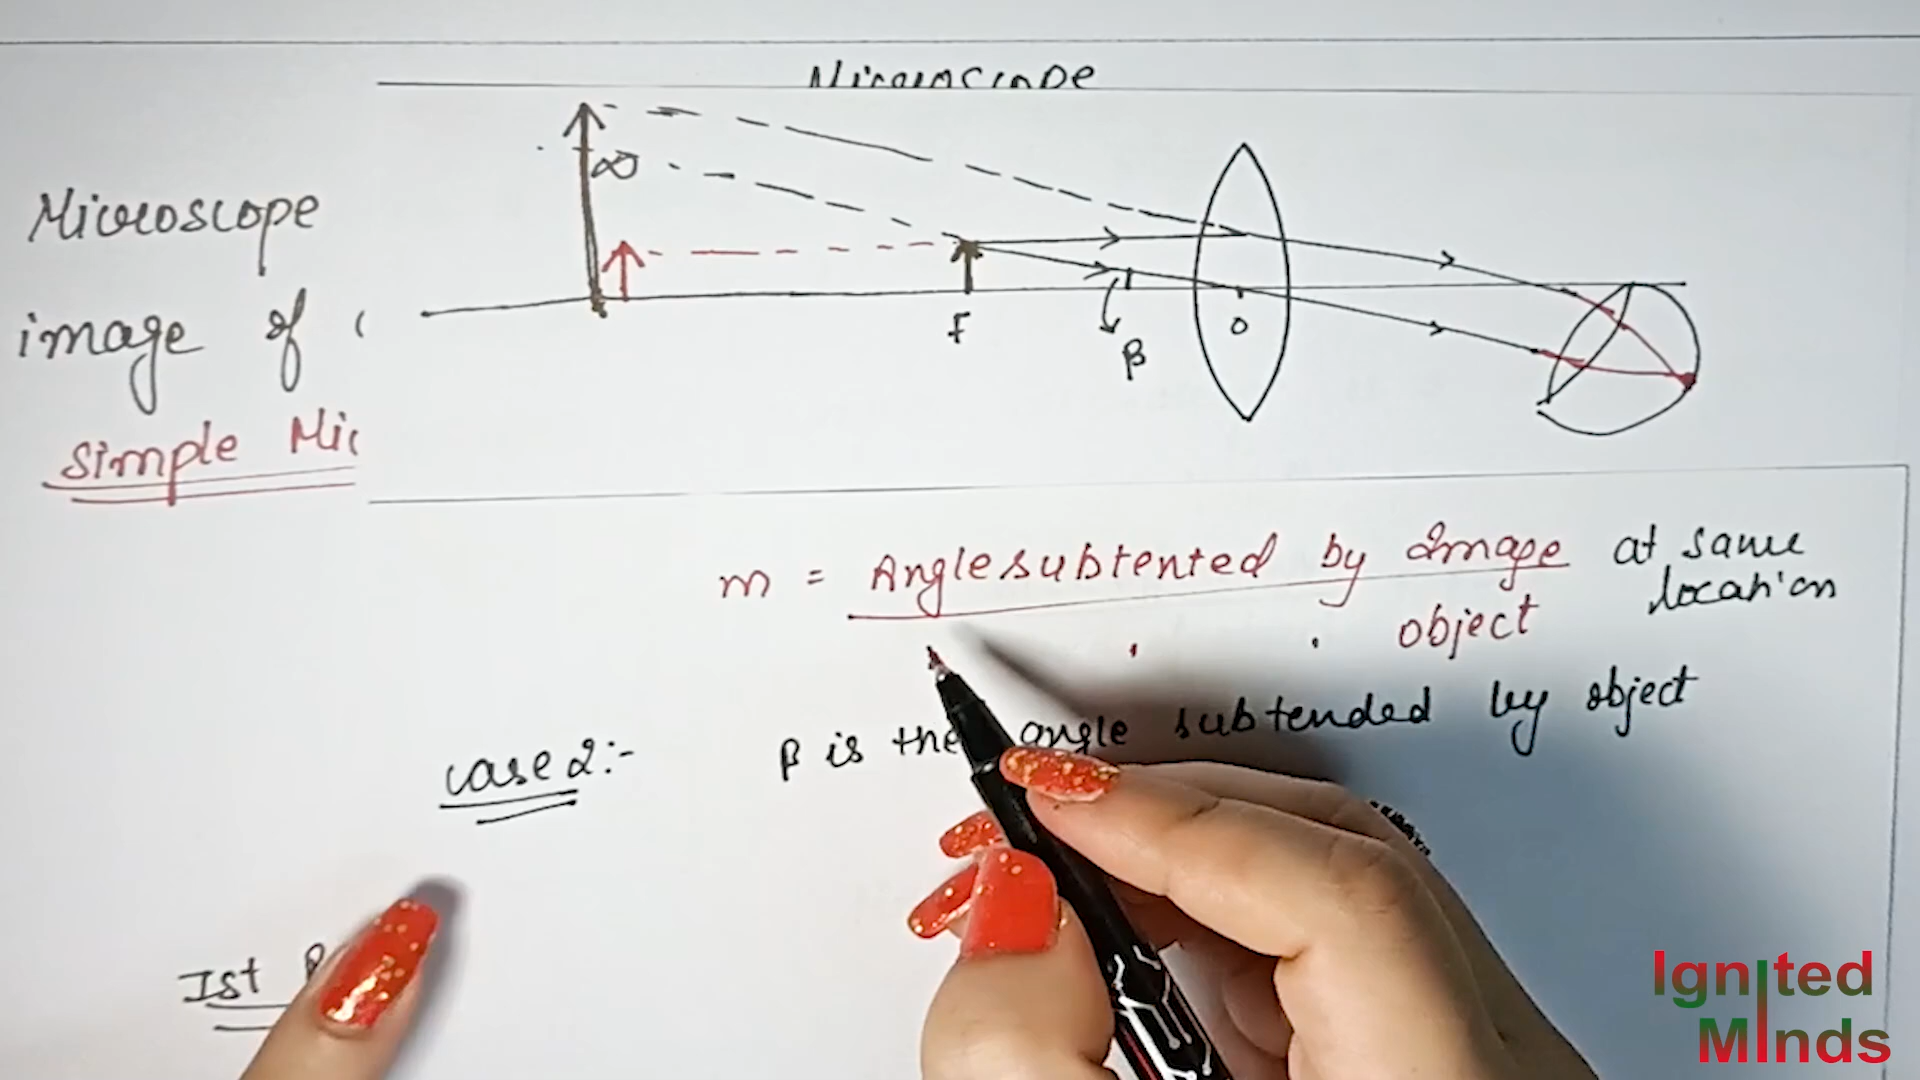 Microscope
∞
F
β
O
Microscope
image of
Simple Mic
m = Angle subtented by Image at same location
object
Case 2:-
β is the angle subtended by object
Ist
Ignited
Minds